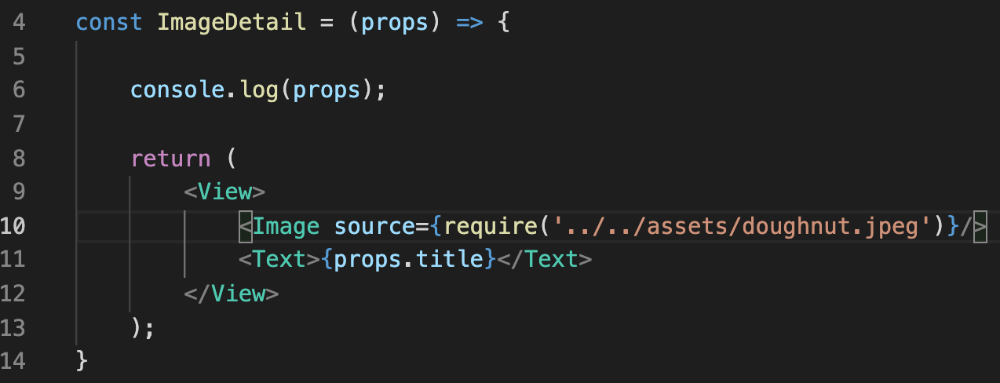 4 const ImageDetail = (props) => {
5
6 console.log(props);
7
8 return (
9 <View>
10 <Image source={require('../../assets/doughnut.jpeg')}/>
11 <Text>{props.title}</Text>
12 </View>
13 );
14 }